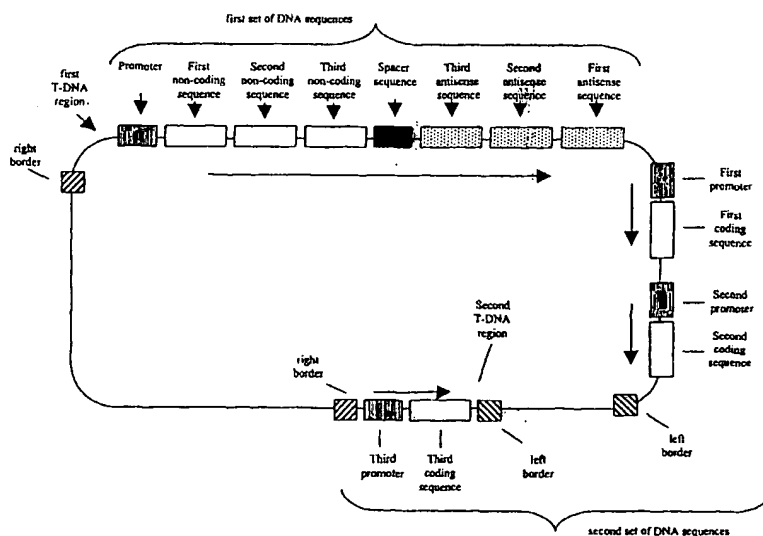 first set of DNA sequences
first
T-DNA
region
Promoter
First
non-coding
sequence
Second
non-coding
sequence
Third
non-coding
sequence
Spacer
sequence
Third
antisense
sequence
Second
antisense
sequence
First
antisense
sequence
right
border
First
promoter
First
coding
sequence
Second
promoter
Second
coding
sequence
Second
T-DNA
region
right
border
left
border
Third
promoter
Third
coding
sequence
left
border
second set of DNA sequences